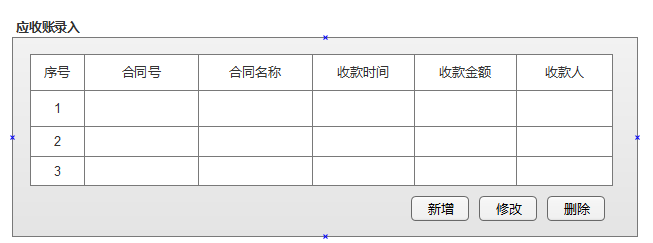 应收账录入
序号 合同号 合同名称 收款时间 收款金额 收款人
1
2
3
新增 修改 删除